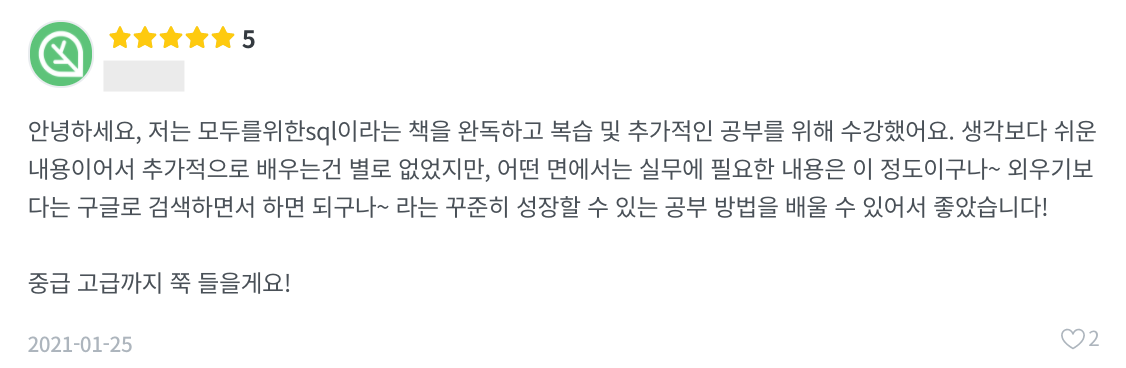 5
안녕하세요, 저는 모두를위한sql이라는 책을 완독하고 복습 및 추가적인 공부를 위해 수강했어요. 생각보다 쉬운
내용이어서 추가적으로 배우는건 별로 없었지만, 어떤 면에서는 실무에 필요한 내용은 이 정도이구나~ 외우기보
다는 구글로 검색하면서 하면 되구나~ 라는 꾸준히 성장할 수 있는 공부 방법을 배울 수 있어서 좋았습니다!
중급 고급까지 쭉 들을게요!
2021-01-25
2